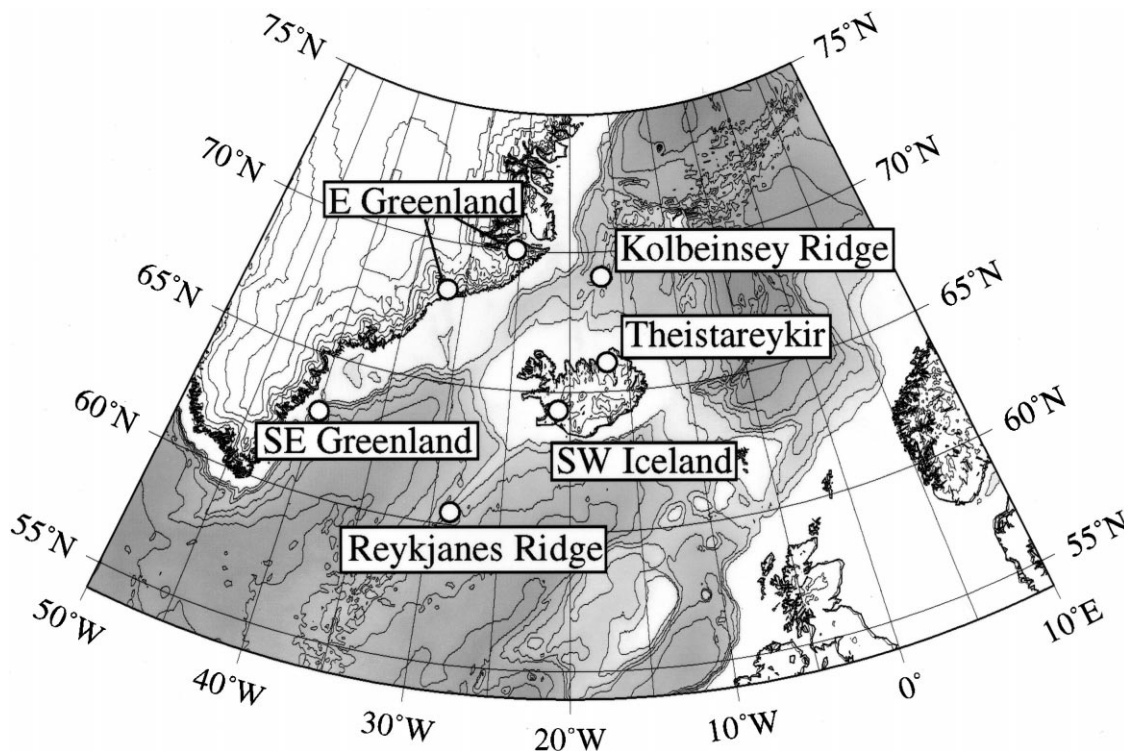 75°N
75°N
70°N
70°N
E Greenland
Kolbeinsey Ridge
65°N
65°N
Theistareykir
60°N
60°N
SE Greenland
SW Iceland
55°N
55°N
Reykjanes Ridge
50°W
10°E
40°W
0°
30°W
10°W
20°W